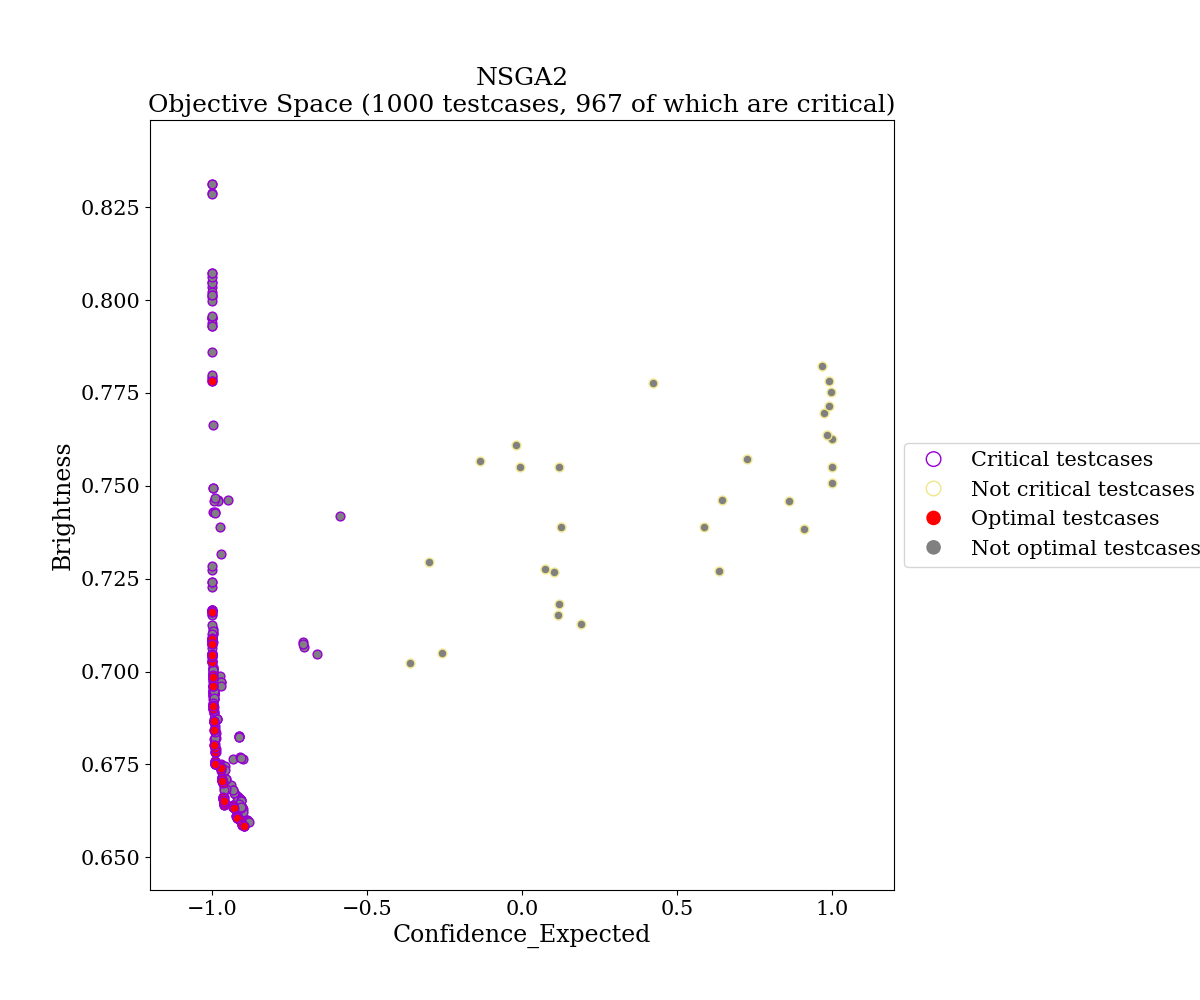 NSGA2
Objective Space (1000 testcases, 967 of which are critical)
0.825
0.800
0.775
0.750
0.725
0.700
0.675
0.650
Brightness
−1.0
−0.5
0.0
0.5
1.0
Confidence_Expected
Critical testcases
Not critical testcases
Optimal testcases
Not optimal testcases